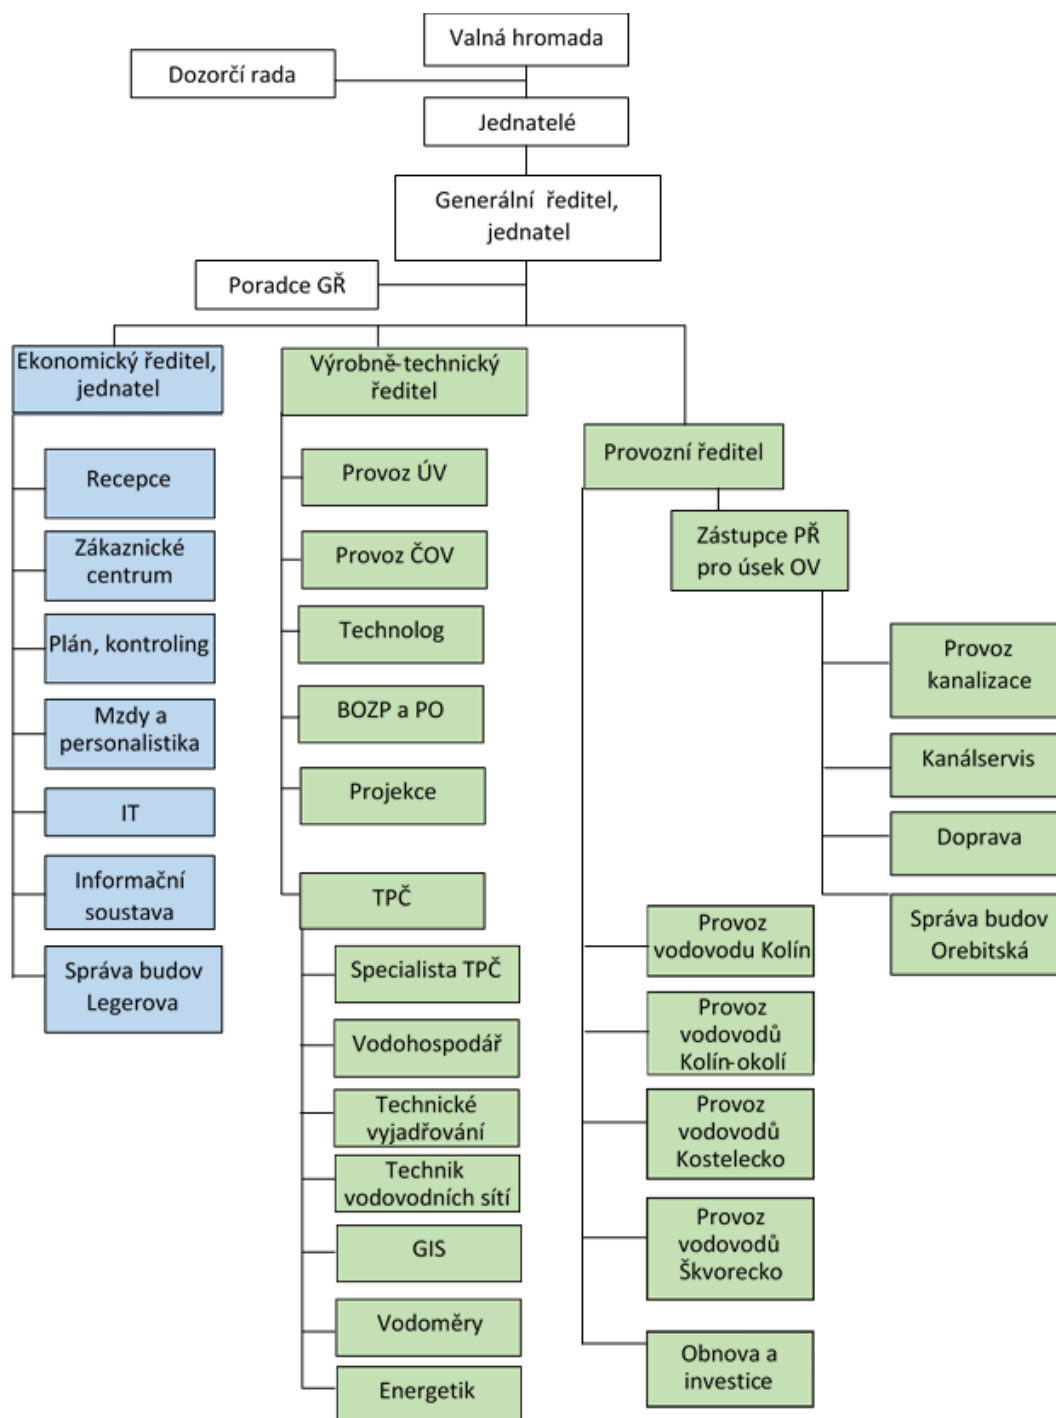 Valná hromada
Dozorčí rada
Jednatelé
Generální ředitel,
jednatel
Poradce GŘ
Ekonomický ředitel,
jednatel
Recepce
Zákaznické
centrum
Plán, kontroling
Mzdy a
personalistika
IT
Informační
soustava
Správa budov
Legerova
Výrobně-technický
ředitel
Provoz ÚV
Provoz ČOV
Technolog
BOZP a PO
Projekce
TPČ
Specialista TPČ
Vodohospodář
Technické
vyjadřování
Technik
vodovodních sítí
GIS
Vodoměry
Energetik
Provozní ředitel
Zástupce PŘ
pro úsek OV
Provoz
kanalizace
Kanálservis
Doprava
Správa budov
Orebitská
Provoz
vodovodu Kolín
Provoz
vodovodů
Kolín-okolí
Provoz
vodovodů
Kostelecko
Provoz
vodovodů
Škvorecko
Obnova a
investice